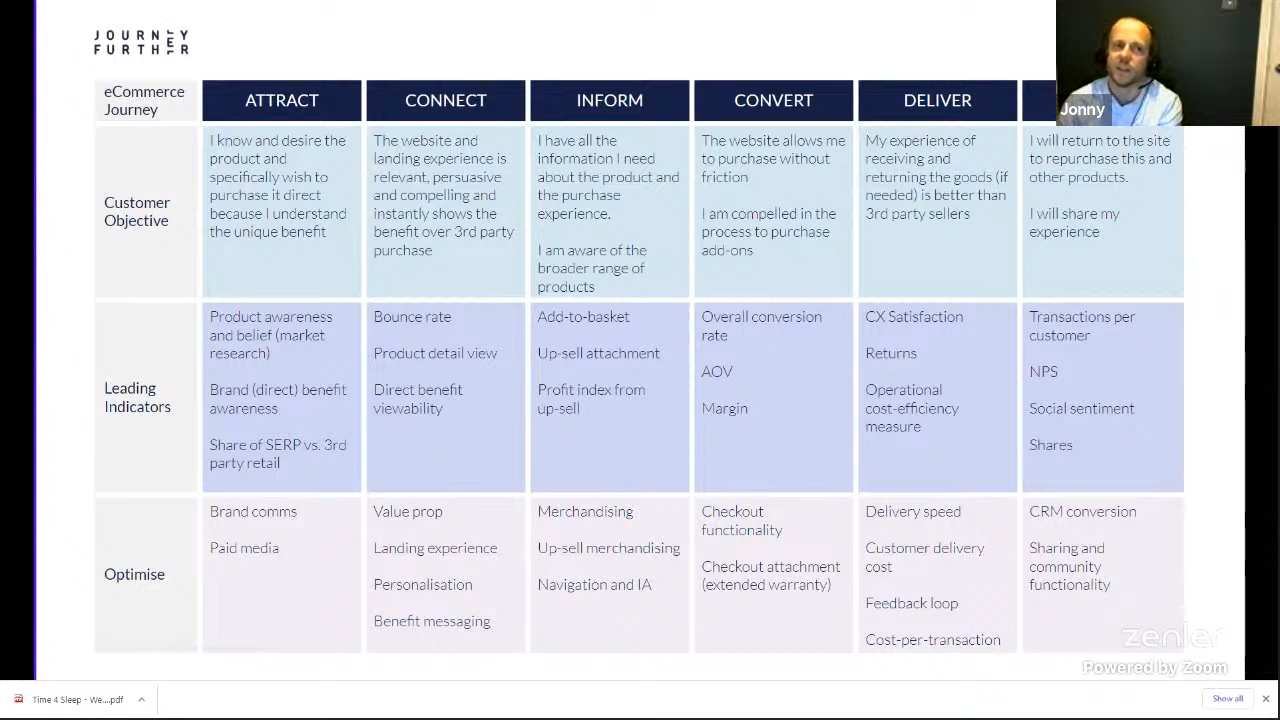 JOURNEY
FURTHER
Jonny
eCommerce
Journey
ATTRACT
CONNECT
INFORM
CONVERT
DELIVER
Customer
Objective
I know and desire the
product and
specifically wish to
purchase it direct
because I understand
the unique benefit
The website and
landing experience is
relevant, persuasive
and compelling and
instantly shows the
benefit over 3rd party
purchase
I have all the
information I need
about the product and
the purchase
experience.
I am aware of the
broader range of
products
The website allows me
to purchase without
friction
I am compelled in the
process to purchase
add-ons
My experience of
receiving and
returning the goods (if
needed) is better than
3rd party sellers
I will return to the site
to repurchase this and
other products.
I will share my
experience
Leading
Indicators
Product awareness
and belief (market
research)
Brand (direct) benefit
awareness
Share of SERP vs. 3rd
party retail
Bounce rate
Product detail view
Direct benefit
viewability
Add-to-basket
Up-sell attachment
Profit index from
up-sell
Overall conversion
rate
AOV
Margin
CX Satisfaction
Returns
Operational
cost-efficiency
measure
Transactions per
customer
NPS
Social sentiment
Shares
Optimise
Brand comms
Paid media
Value prop
Landing experience
Personalisation
Benefit messaging
Merchandising
Up-sell merchandising
Navigation and IA
Checkout
functionality
Checkout attachment
(extended warranty)
Delivery speed
Customer delivery
cost
Feedback loop
Cost-per-transaction
CRM conversion
Sharing and
community
functionality
zenler
Powered by Zoom
Time 4 Sleep - We....pdf
Show all